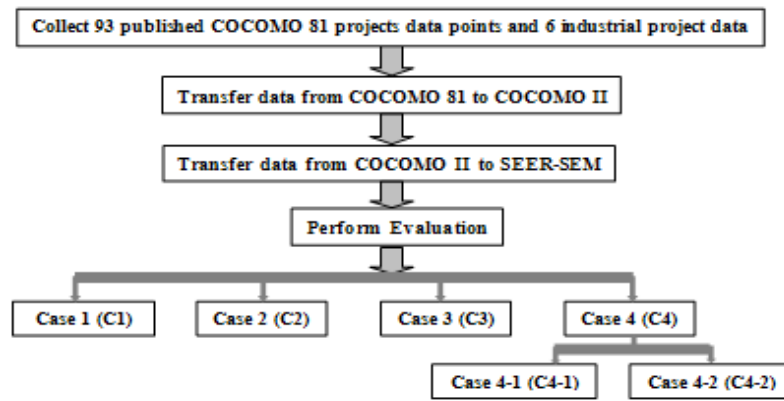 Collect 93 published COCOMO 81 projects data points and 6 industrial project data
Transfer data from COCOMO 81 to COCOMO II
Transfer data from COCOMO II to SEER-SEM
Perform Evaluation
Case 1 (C1)
Case 2 (C2)
Case 3 (C3)
Case 4 (C4)
Case 4-1 (C4-1)
Case 4-2 (C4-2)